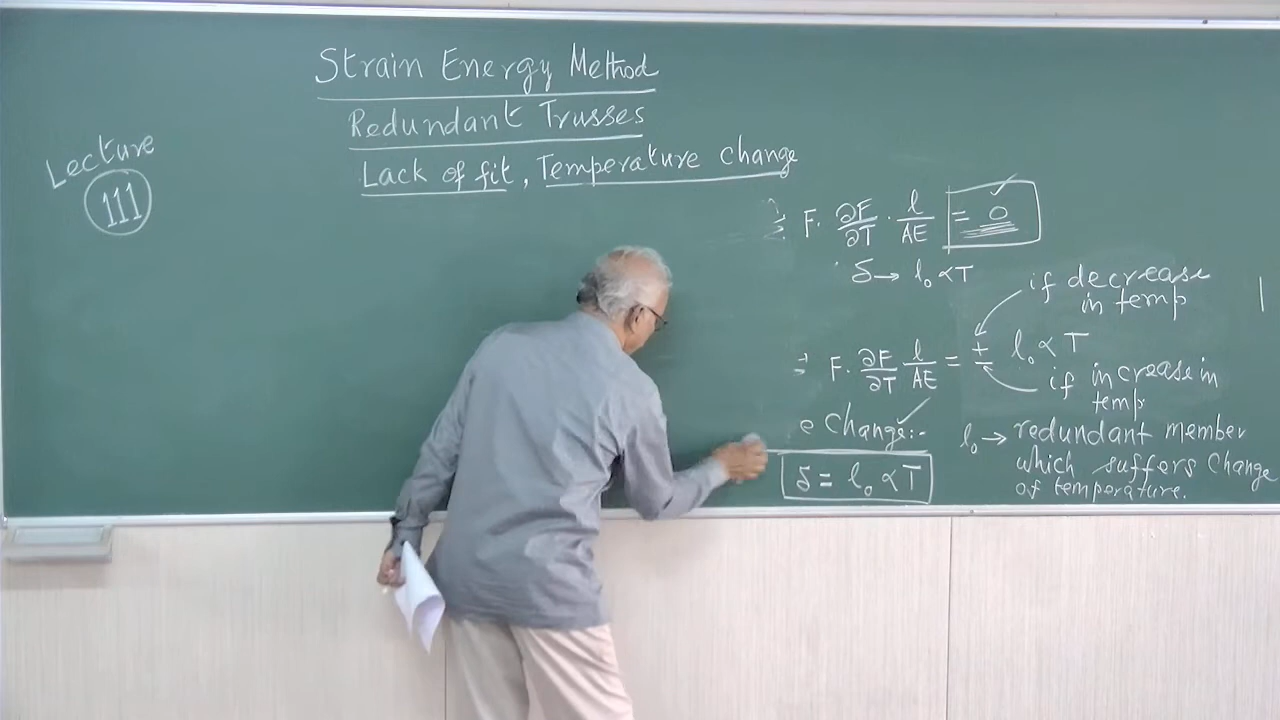 Strain Energy Method
Redundant Trusses
Lack of fit, Temperature change
Lecture
111
F. ∂F/∂T . l/AE = 0
δ → l₀ ∝ T
if decrease
in temp
F. ∂F/∂T l/AE = ± l₀ ∝ T
if increase in
temp
e Change:-
δ = l₀ ∝ T
l₀ → redundant member
which suffers Change
of temperature.